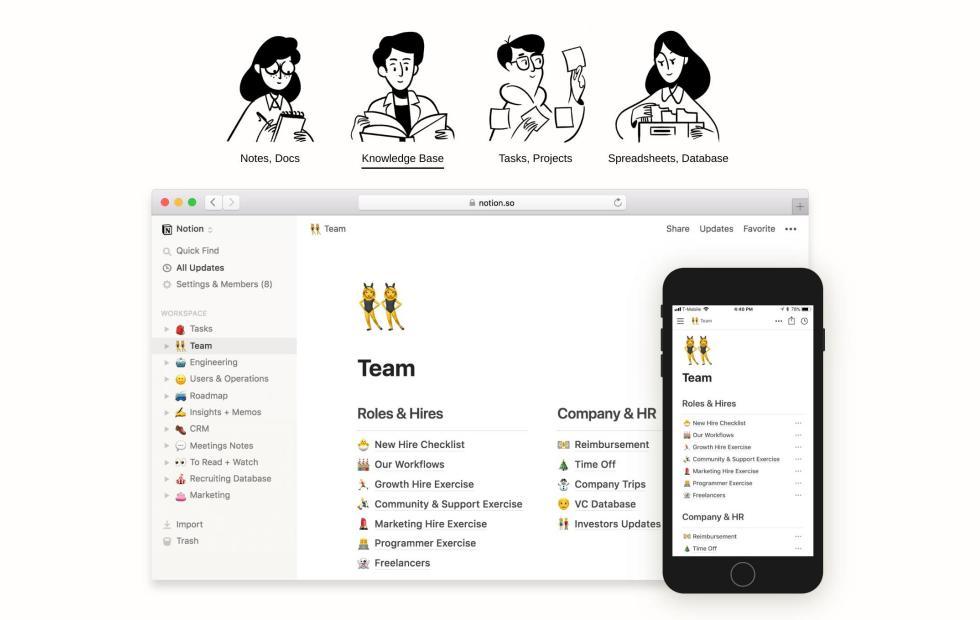 Notes, Docs
Knowledge Base
Tasks, Projects
Spreadsheets, Database
notion.so
Notion
Quick Find
All Updates
Settings & Members (8)
WORKSPACE
Tasks
Team
Engineering
Users & Operations
Roadmap
Insights + Memos
CRM
Meetings Notes
To Read + Watch
Recruiting Database
Marketing
Import
Trash
Team
Share Updates Favorite •••
Team
Roles & Hires
New Hire Checklist
Our Workflows
Growth Hire Exercise
Community & Support Exercise
Marketing Hire Exercise
Programmer Exercise
Freelancers
Company & HR
Reimbursement
Time Off
Company Trips
VC Database
Investors Updates
T-Mobile 4:40 PM 78%
Team
Team
Roles & Hires
New Hire Checklist
Our Workflows
Growth Hire Exercise
Community & Support Exercise
Marketing Hire Exercise
Programmer Exercise
Freelancers
Company & HR
Reimbursement
Time Off